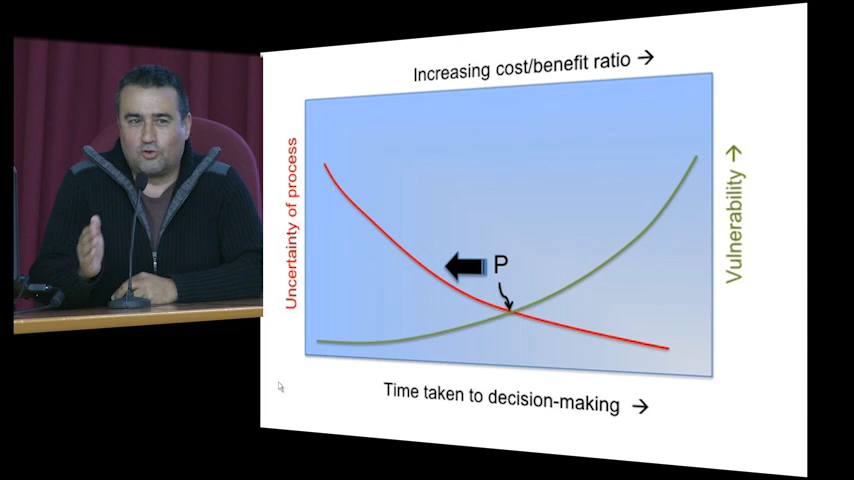 Increasing cost/benefit ratio →
Uncertainty of process
Vulnerability →
P
Time taken to decision-making →